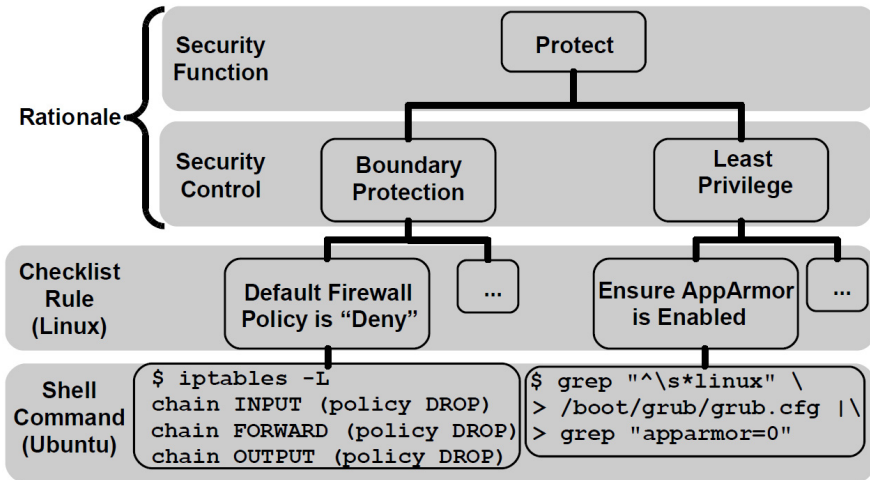 Security
Function
Protect
Rationale
Security
Control
Boundary
Protection
Least
Privilege
Checklist
Rule
(Linux)
Default Firewall
Policy is “Deny”
...
Ensure AppArmor
is Enabled
...
Shell
Command
(Ubuntu)
$ iptables -L
chain INPUT (policy DROP)
chain FORWARD (policy DROP)
chain OUTPUT (policy DROP)
$ grep "^\s*linux" \
> /boot/grub/grub.cfg |\
> grep "apparmor=0"